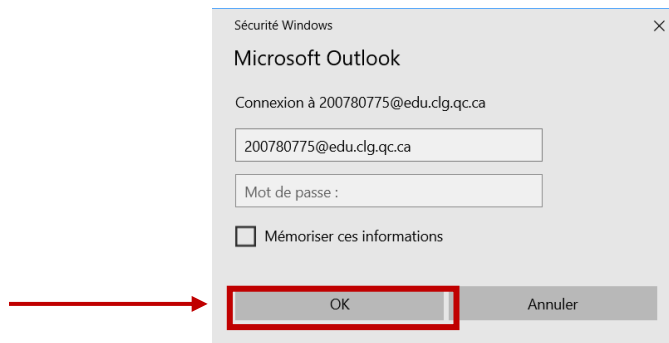 Sécurité Windows
Microsoft Outlook
Connexion à 200780775@edu.clg.qc.ca
200780775@edu.clg.qc.ca
Mot de passe :
Mémoriser ces informations
OK Annuler